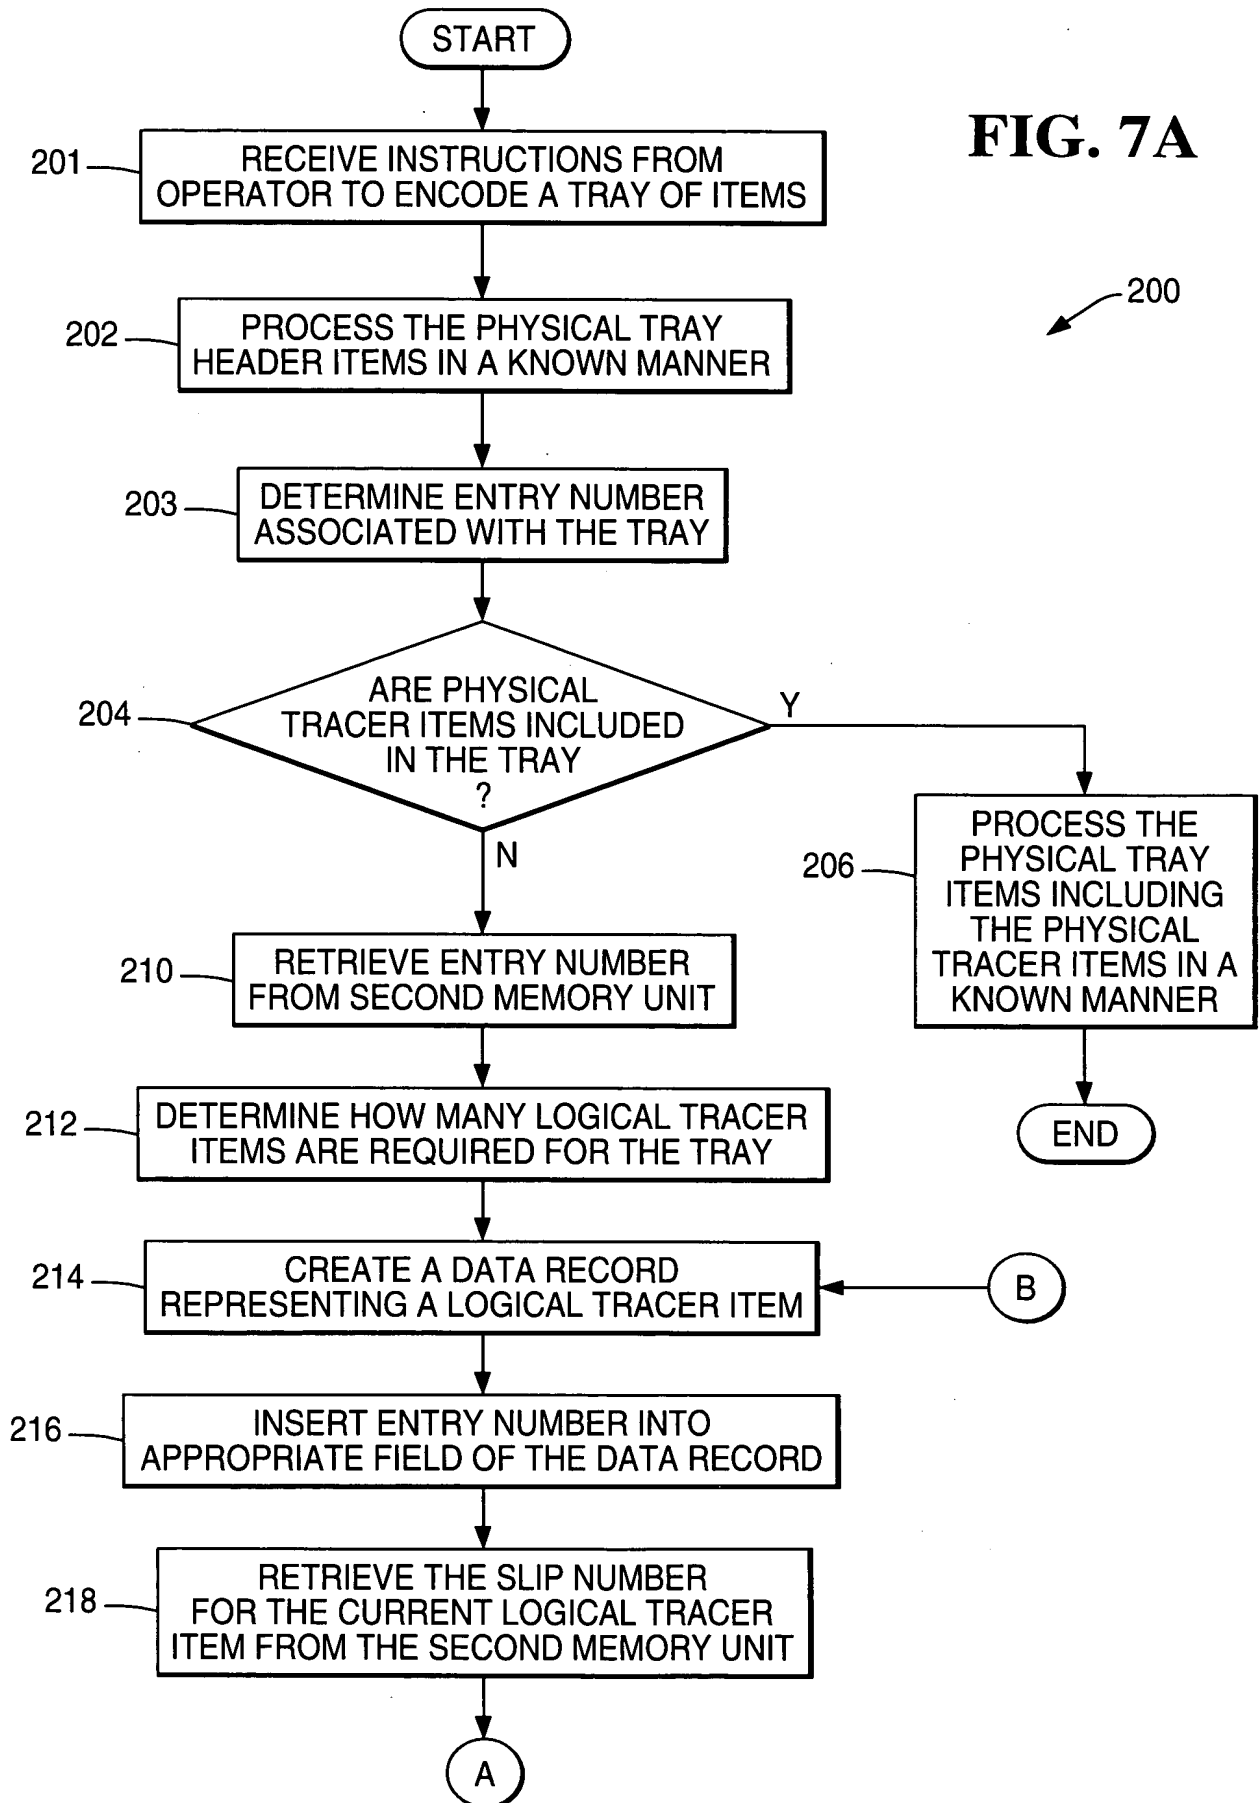 START
FIG. 7A
201
RECEIVE INSTRUCTIONS FROM
OPERATOR TO ENCODE A TRAY OF ITEMS
200
202
PROCESS THE PHYSICAL TRAY
HEADER ITEMS IN A KNOWN MANNER
203
DETERMINE ENTRY NUMBER
ASSOCIATED WITH THE TRAY
204
ARE PHYSICAL
TRACER ITEMS INCLUDED
IN THE TRAY
?
Y
N
206
PROCESS THE
PHYSICAL TRAY
ITEMS INCLUDING
THE PHYSICAL
TRACER ITEMS IN A
KNOWN MANNER
END
210
RETRIEVE ENTRY NUMBER
FROM SECOND MEMORY UNIT
212
DETERMINE HOW MANY LOGICAL TRACER
ITEMS ARE REQUIRED FOR THE TRAY
214
CREATE A DATA RECORD
REPRESENTING A LOGICAL TRACER ITEM
B
216
INSERT ENTRY NUMBER INTO
APPROPRIATE FIELD OF THE DATA RECORD
218
RETRIEVE THE SLIP NUMBER
FOR THE CURRENT LOGICAL TRACER
ITEM FROM THE SECOND MEMORY UNIT
A